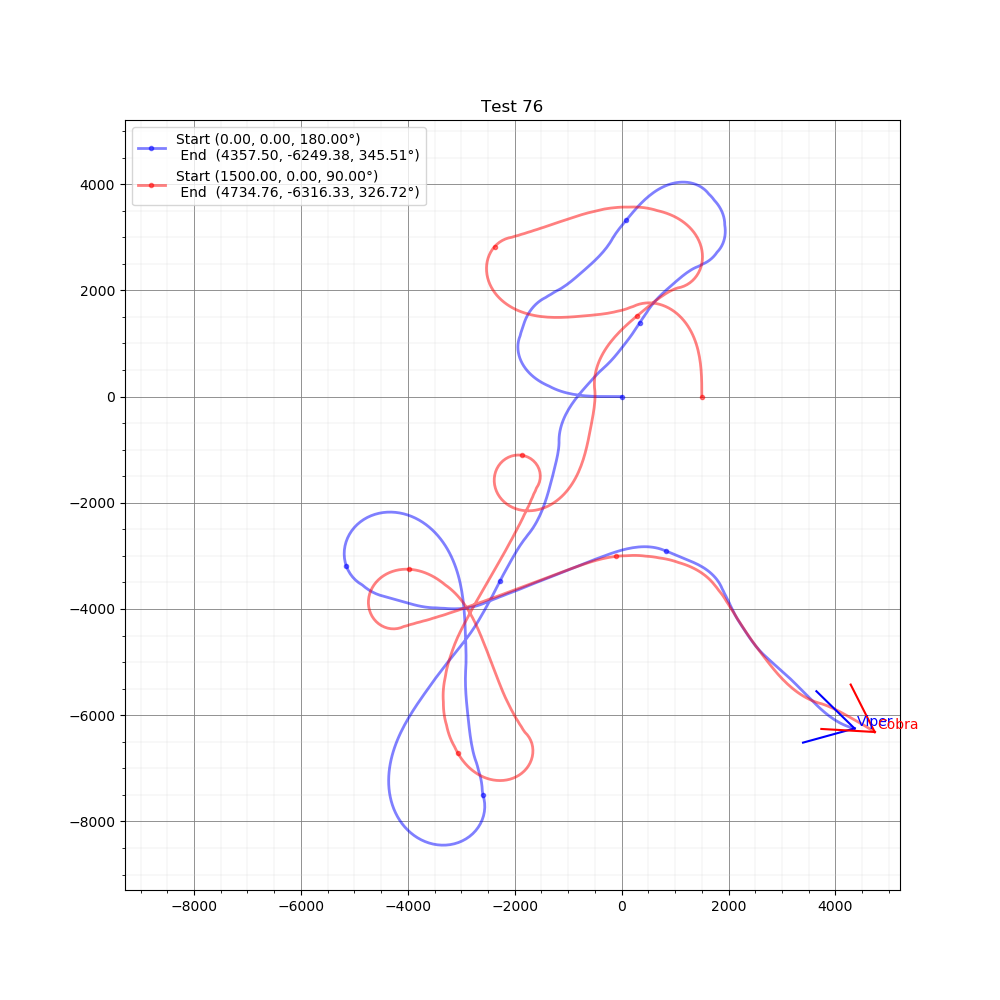 Test 76
Start (0.00, 0.00, 180.00°)
End (4357.50, -6249.38, 345.51°)
Start (1500.00, 0.00, 90.00°)
End (4734.76, -6316.33, 326.72°)
4000
2000
0
−2000
−4000
−6000
−8000
Viper
Cobra
−8000 −6000 −4000 −2000 0 2000 4000